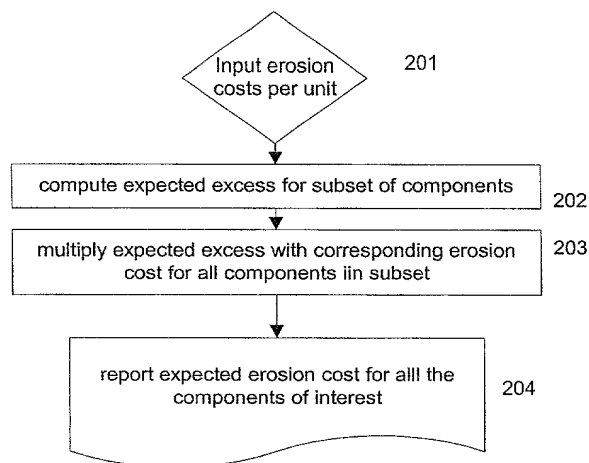 Input erosion
costs per unit
201
compute expected excess for subset of components
202
multiply expected excess with corresponding erosion
cost for all components iin subset
203
report expected erosion cost for alll the
components of interest
204